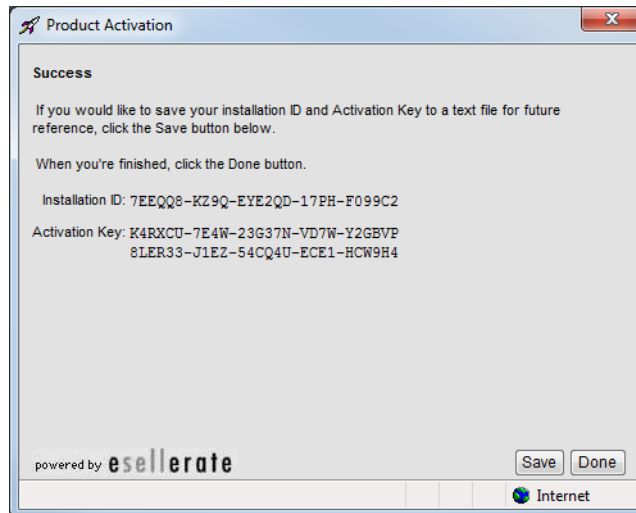 Product Activation
Success
If you would like to save your installation ID and Activation Key to a text file for future
reference, click the Save button below.
When you're finished, click the Done button.
Installation ID: 7EEQQ8-KZ9Q-EYE2QD-17PH-F099C2
Activation Key: K4RXCU-7E4W-23G37N-VD7W-Y2GBVP
8LER33-J1EZ-54CQ4U-ECE1-HCW9H4
powered by esellerate
Save Done
Internet